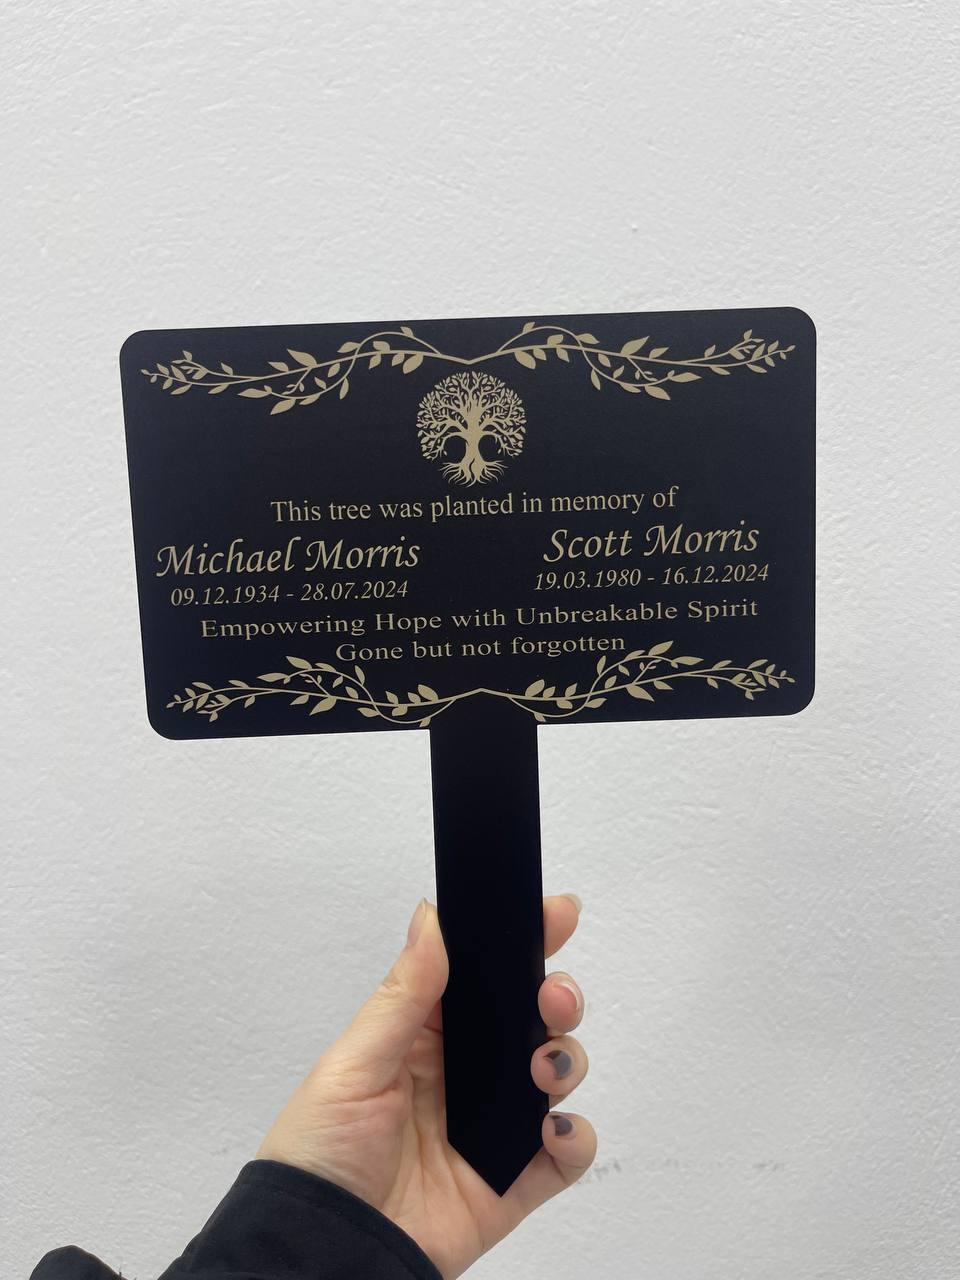 This tree was planted in memory of
Michael Morris
09.12.1934 - 28.07.2024
Scott Morris
19.03.1980 - 16.12.2024
Empowering Hope with Unbreakable Spirit
Gone but not forgotten